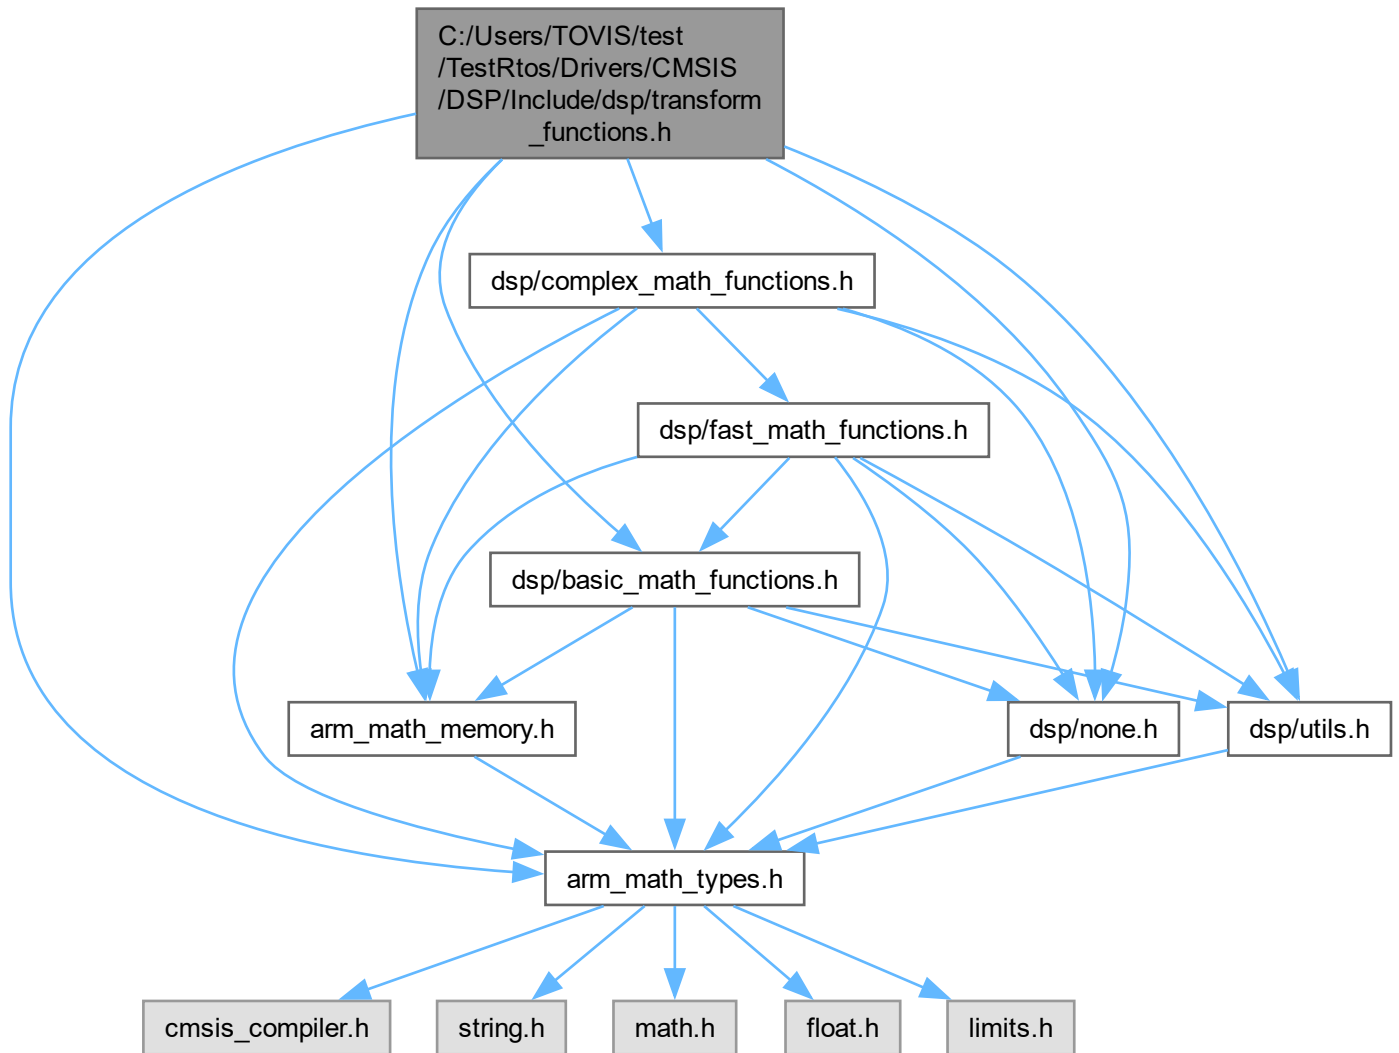 C:/Users/TOVIS/test
/TestRtos/Drivers/CMSIS
/DSP/Include/dsp/transform
_functions.h
dsp/complex_math_functions.h
dsp/fast_math_functions.h
dsp/basic_math_functions.h
arm_math_memory.h
dsp/none.h
dsp/utils.h
arm_math_types.h
cmsis_compiler.h
string.h
math.h
float.h
limits.h